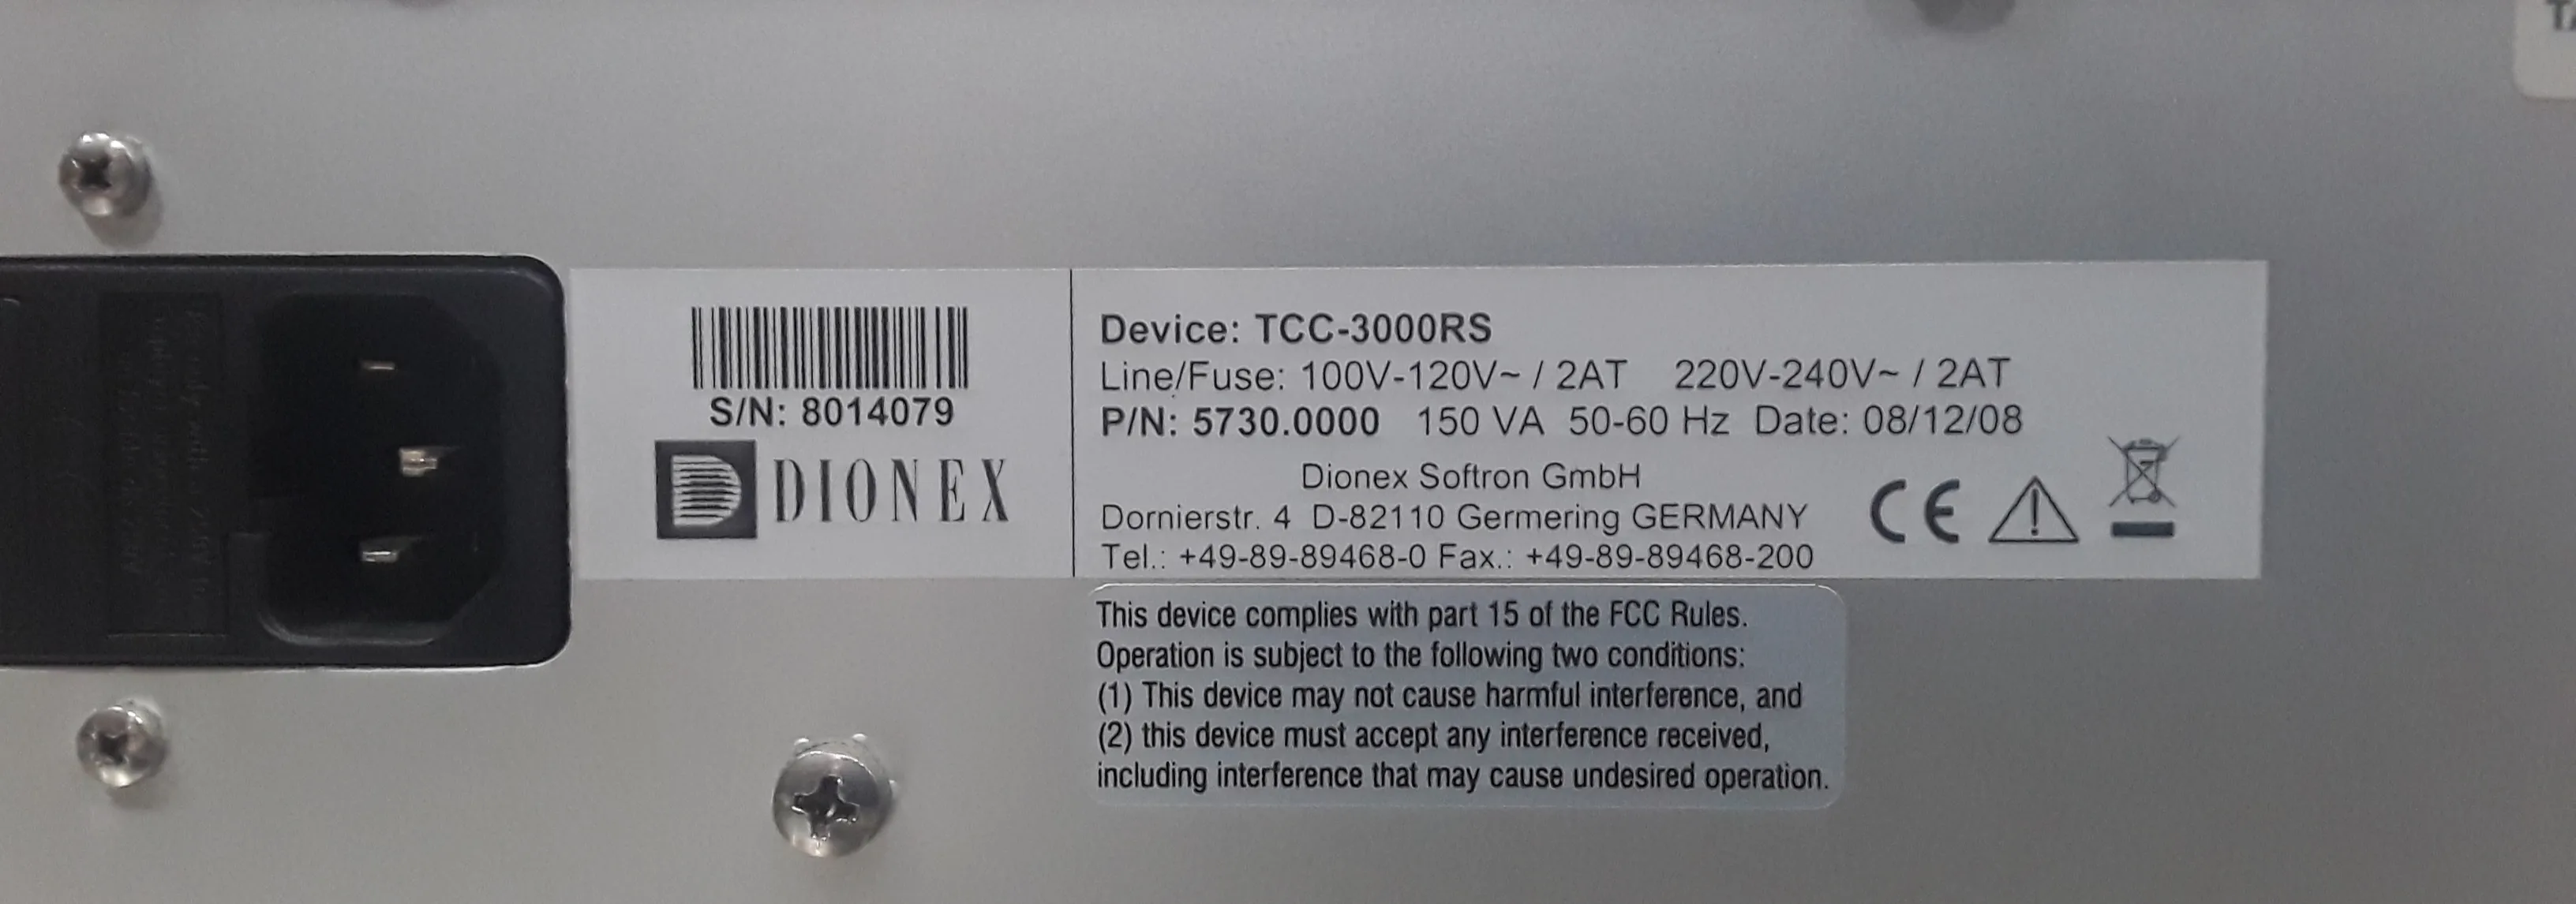 S/N: 8014079
DIONEX
Device: TCC-3000RS
Line/Fuse: 100V-120V~ / 2AT 220V-240V~ / 2AT
P/N: 5730.0000 150 VA 50-60 Hz Date: 08/12/08
Dionex Softron GmbH
Dornierstr. 4 D-82110 Germering GERMANY
Tel.: +49-89-89468-0 Fax.: +49-89-89468-200
CE
This device complies with part 15 of the FCC Rules.
Operation is subject to the following two conditions:
(1) This device may not cause harmful interference, and
(2) this device must accept any interference received,
including interference that may cause undesired operation.